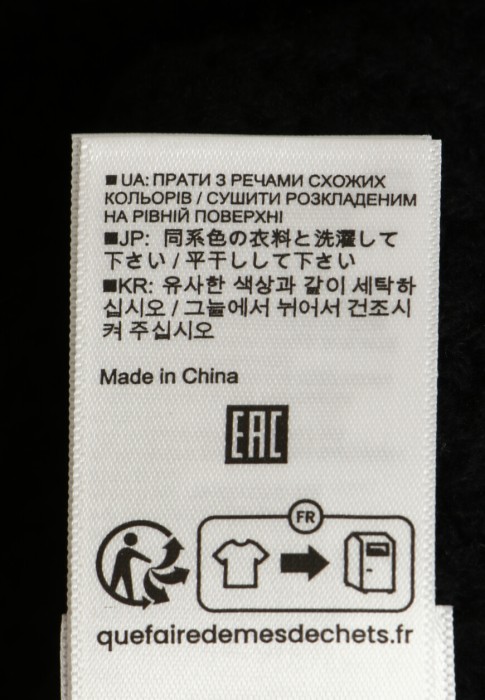 ■ UA: ПРАТИ З РЕЧАМИ СХОЖИХ
КОЛЬОРІВ / СУШИТИ РОЗКЛАДЕНИМ
НА РІВНІЙ ПОВЕРХНІ
■JP: 同系色の衣料と洗濯して
下さい / 平干しして下さい
■KR: 유사한 색상과 같이 세탁하
십시오 / 그늘에서 뉘어서 건조시
켜 주십시오
Made in China
EAC
FR
quefairedemesdechets.fr